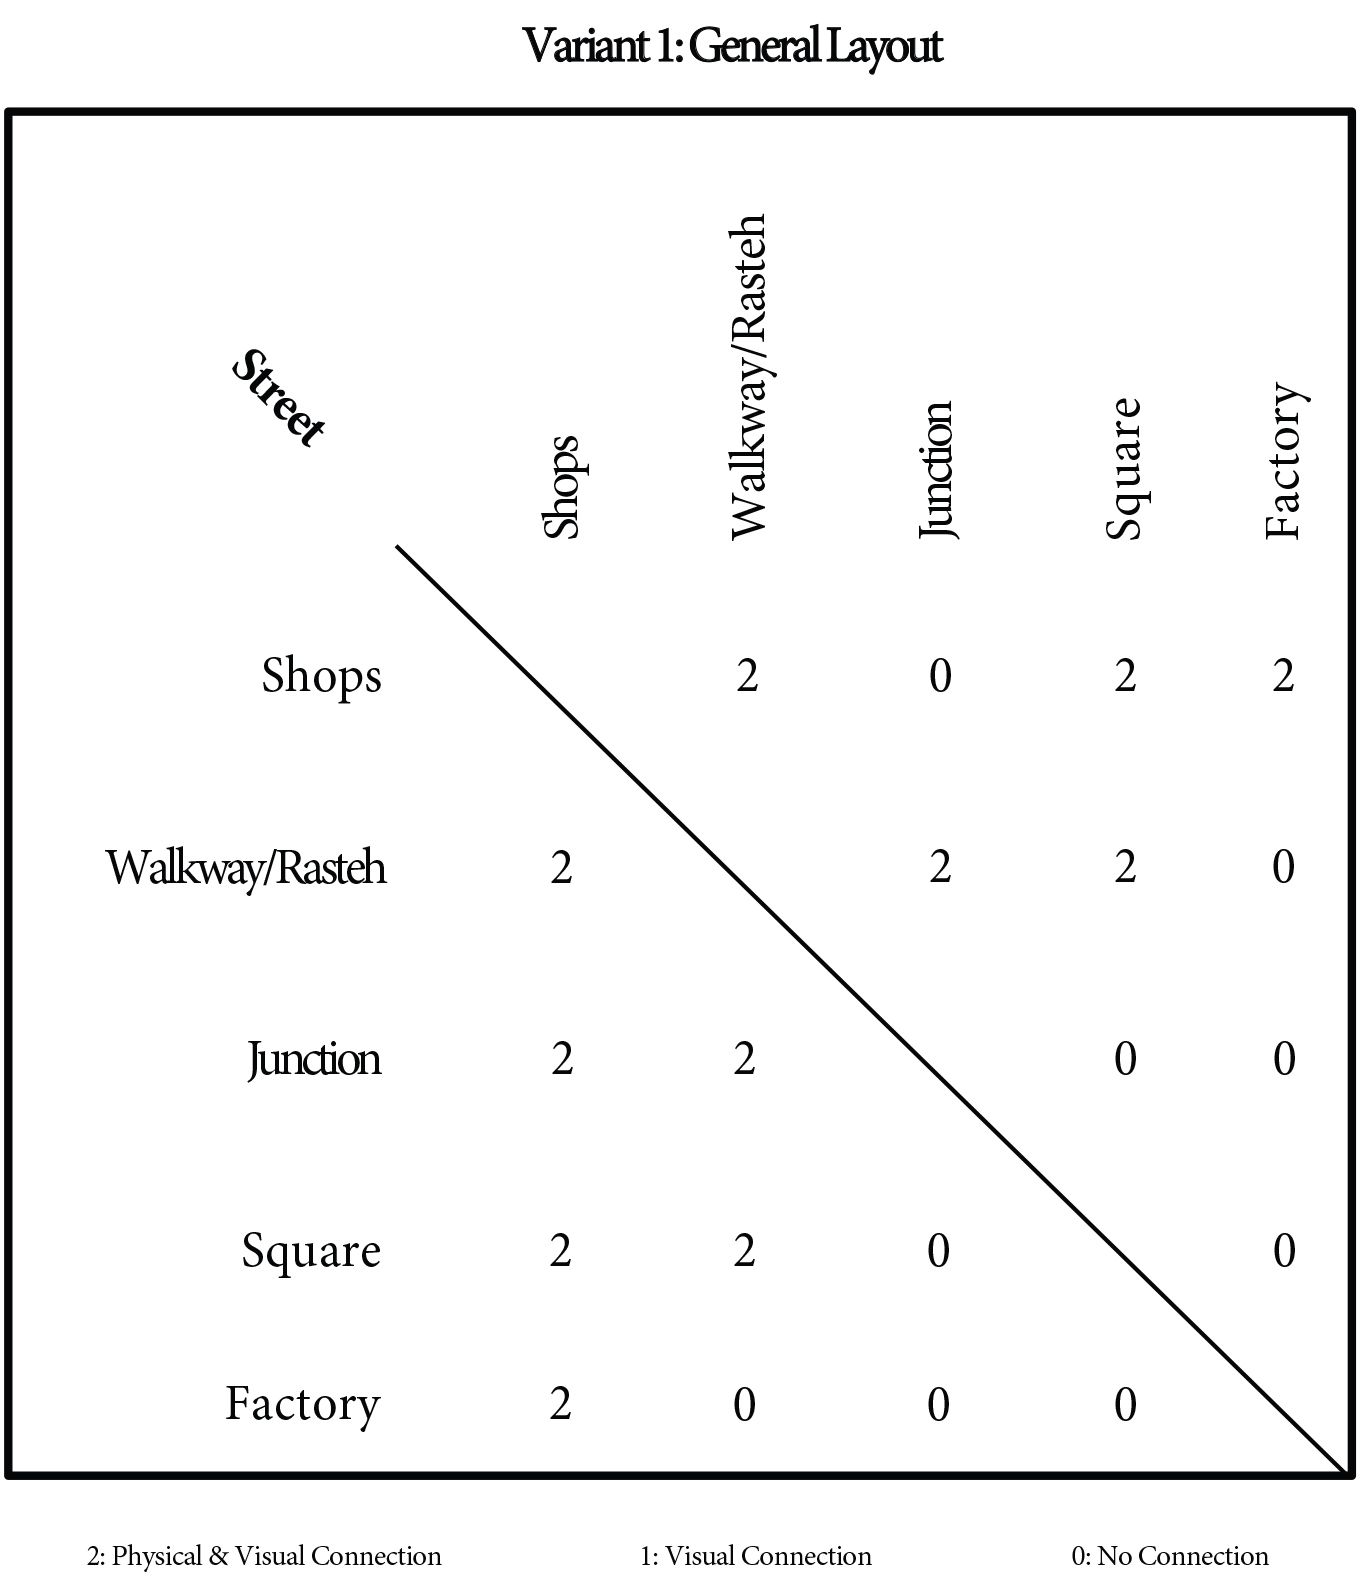 Variant 1: General Layout
Street
Shops
Walkway/Rasteh
Junction
Square
Factory
Shops 2 0 2 2
Walkway/Rasteh 2 2 2 0
Junction 2 2 0 0
Square 2 2 0 0
Factory 2 0 0 0
2: Physical & Visual Connection 1: Visual Connection 0: No Connection